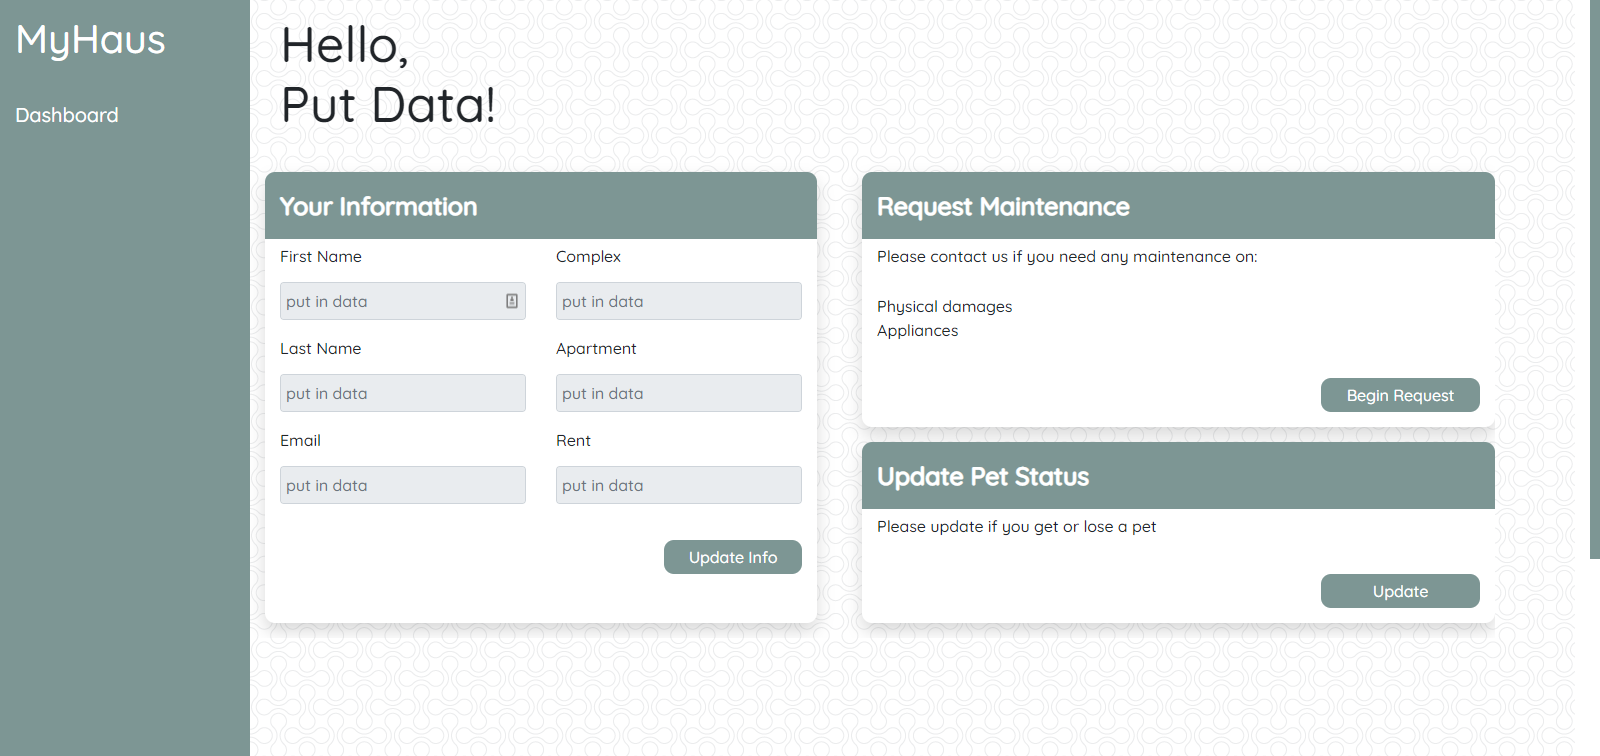 MyHaus
Dashboard
Hello,
Put Data!
Your Information
First Name
put in data
Complex
put in data
Last Name
put in data
Apartment
put in data
Email
put in data
Rent
put in data
Update Info
Request Maintenance
Please contact us if you need any maintenance on:
Physical damages
Appliances
Begin Request
Update Pet Status
Please update if you get or lose a pet
Update